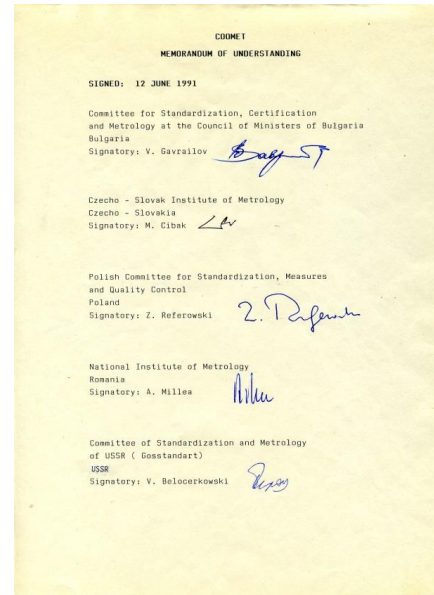 COOMET
MEMORANDUM OF UNDERSTANDING
SIGNED: 12 JUNE 1991
Committee for Standardization, Certification
and Metrology at the Council of Ministers of Bulgaria
Bulgaria
Signatory: V. Gavrailov
Czecho - Slovak Institute of Metrology
Czecho - Slovakia
Signatory: M. Cibak
Polish Committee for Standardization, Measures
and Quality Control
Poland
Signatory: Z. Referowski
National Institute of Metrology
Romania
Signatory: A. Millea
Committee of Standardization and Metrology
of USSR ( Gosstandart)
USSR
Signatory: V. Belocerkowski